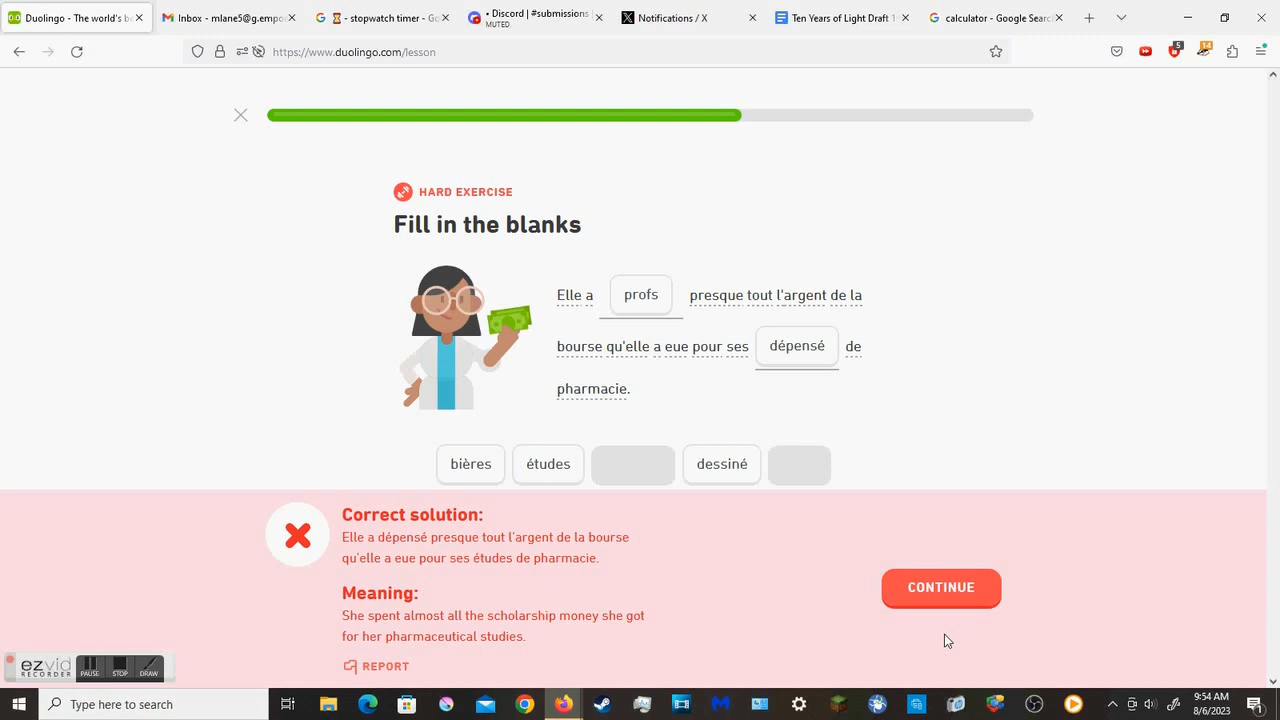 Duolingo - The world's be
Inbox - mlane5@g.empor
- stopwatch timer - Go
• Discord | #submissions
MUTED
Notifications / X
Ten Years of Light Draft 1
calculator - Google Searc
https://www.duolingo.com/lesson
5
14
HARD EXERCISE
Fill in the blanks
Elle a profs presque tout l'argent de la
bourse qu'elle a eue pour ses dépensé de
pharmacie.
bières études dessiné
Correct solution:
Elle a dépensé presque tout l'argent de la bourse
qu'elle a eue pour ses études de pharmacie.
Meaning:
She spent almost all the scholarship money she got
for her pharmaceutical studies.
REPORT
CONTINUE
ezvid
RECORDER
PAUSE STOP DRAW
Type here to search
9:54 AM
8/6/2023